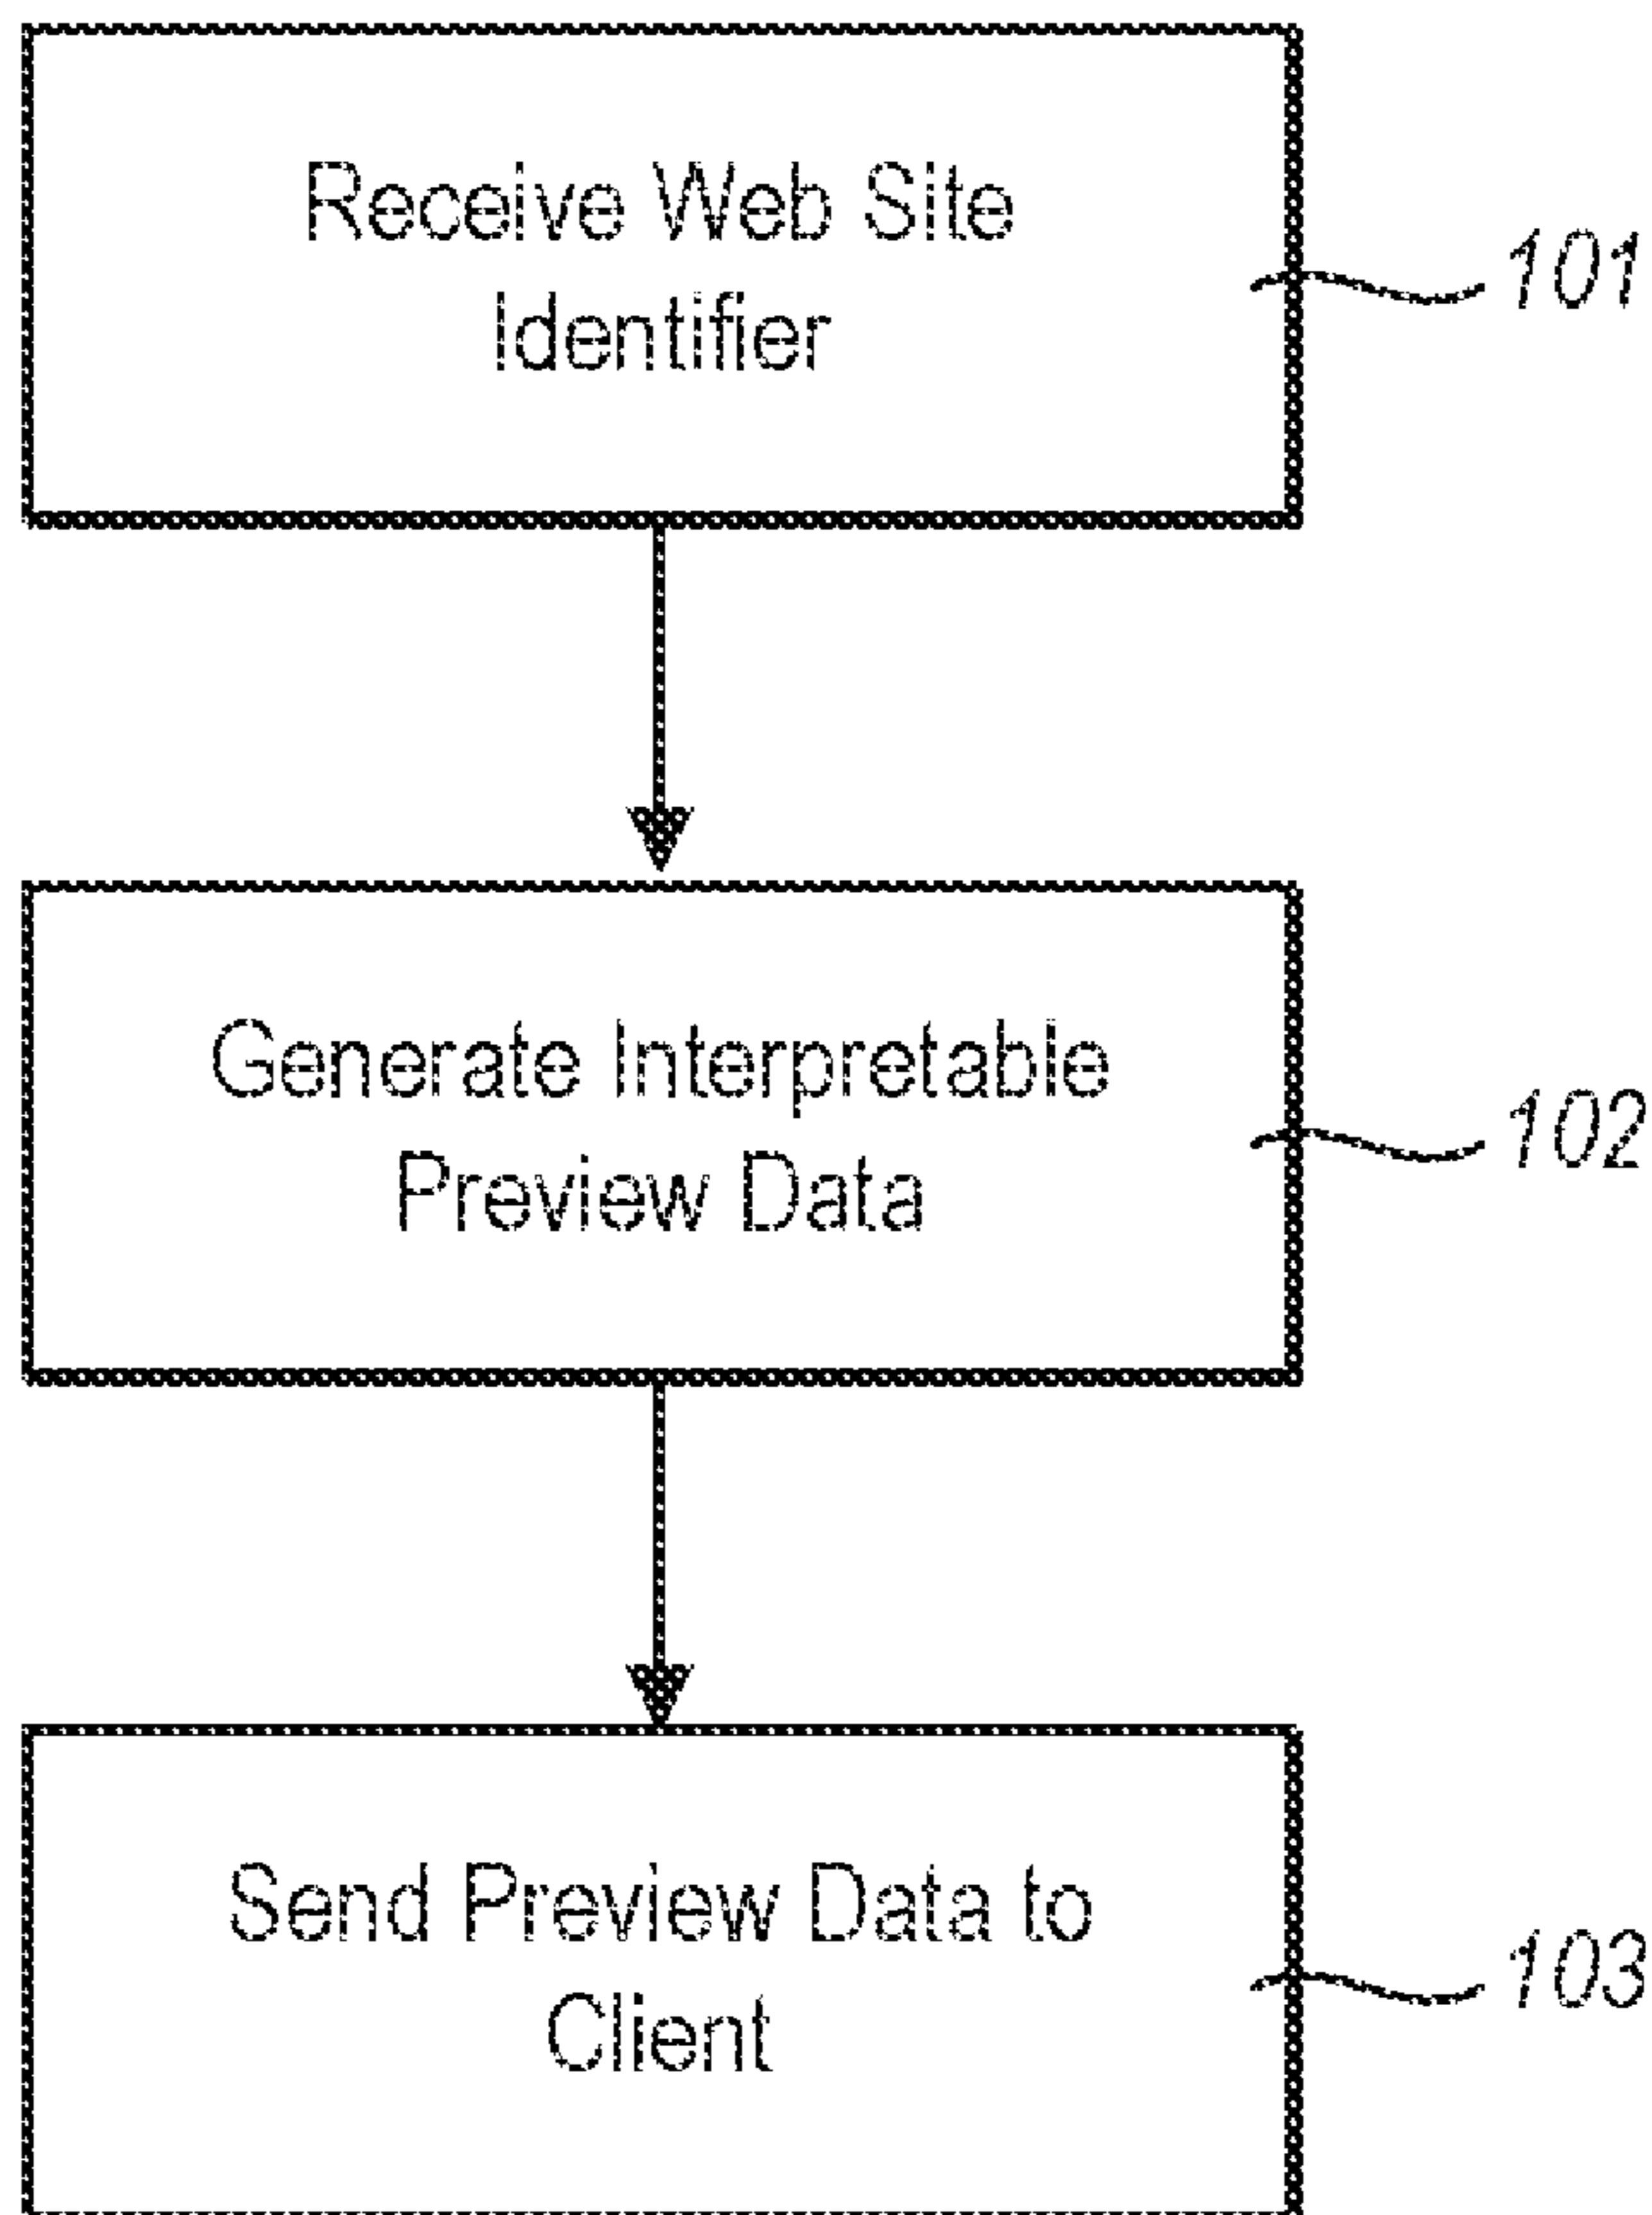 Receive Web Site
Identifier
101
Generate Interpretable
Preview Data
102
Send Preview Data to
Client
103